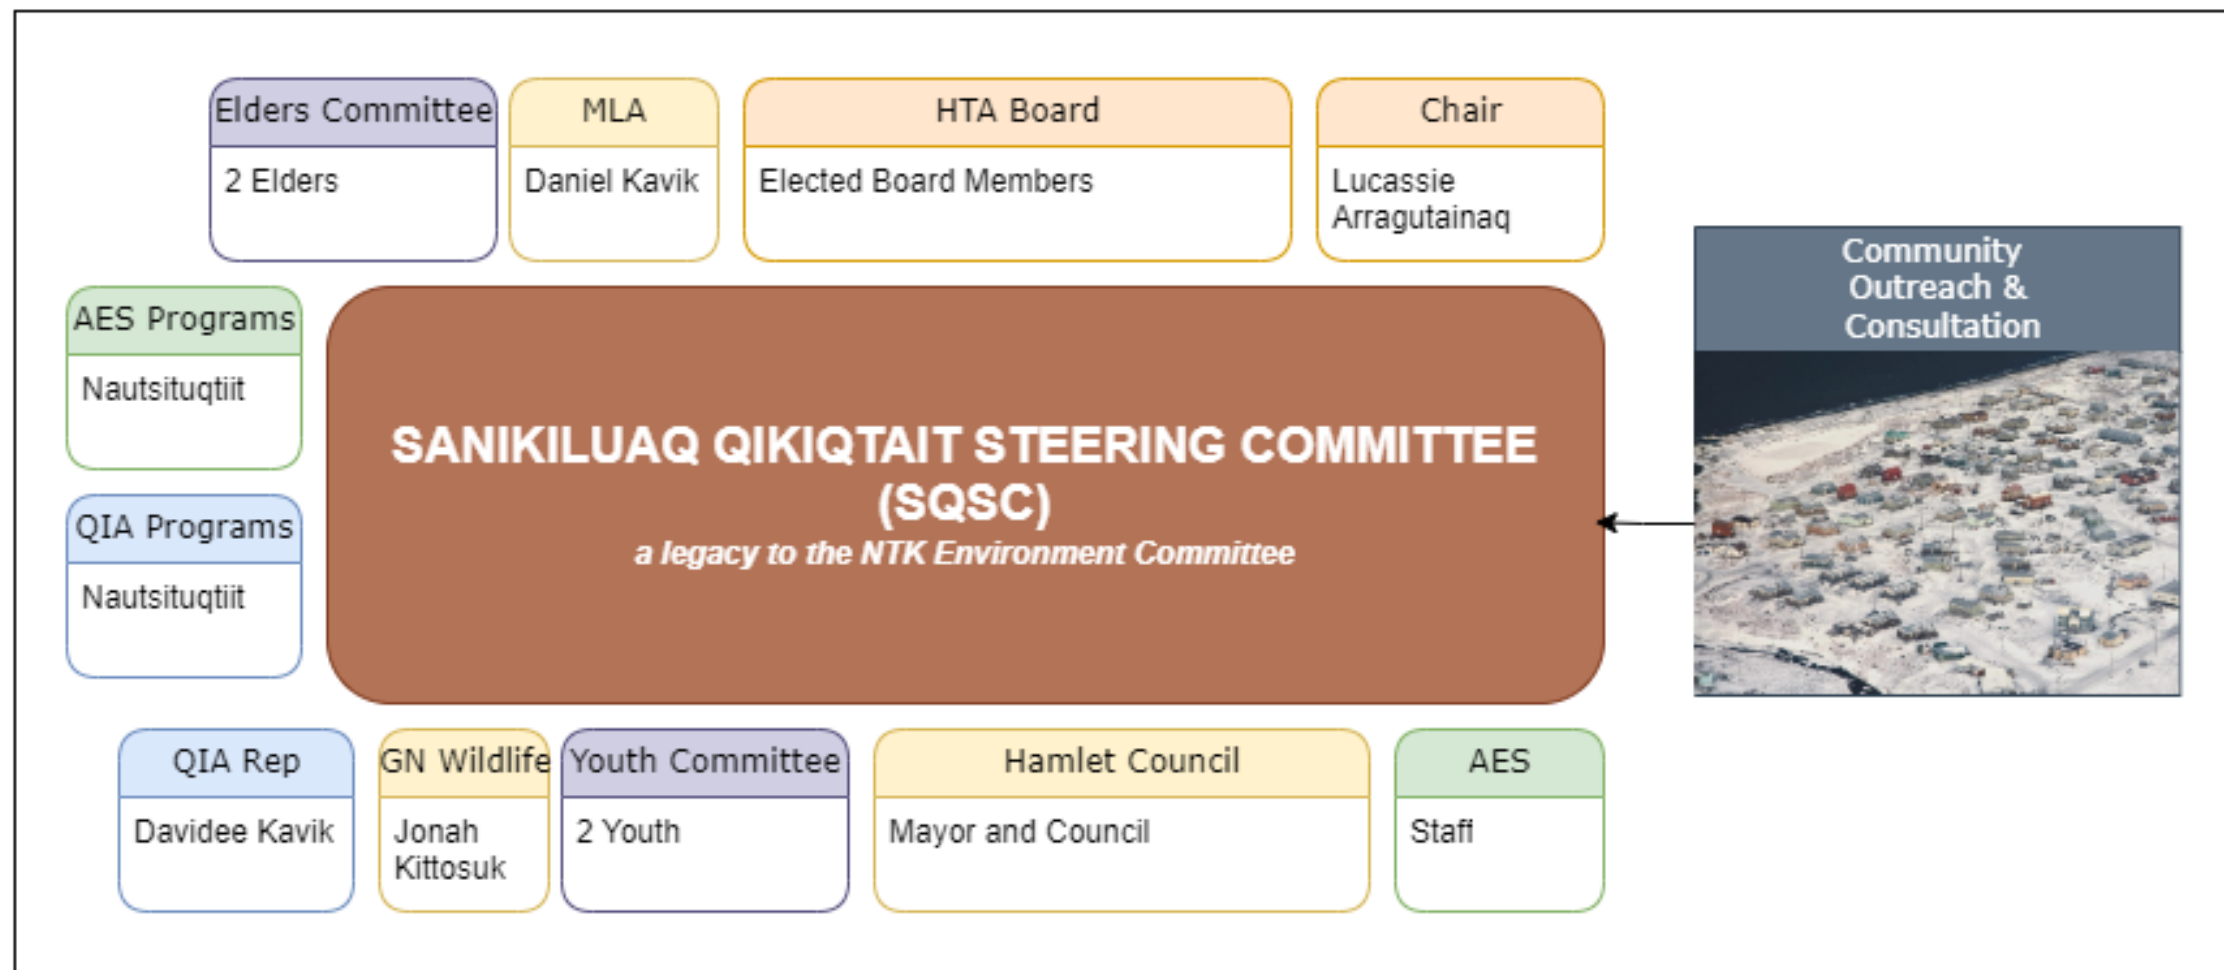 Elders Committee
2 Elders
MLA
Daniel Kavik
HTA Board
Elected Board Members
Chair
Lucassie
Arragutainaq
Community
Outreach &
Consultation
AES Programs
Nautsituqtiit
QIA Programs
Nautsituqtiit
SANIKILUAQ QIKIQTAIT STEERING COMMITTEE
(SQSC)
a legacy to the NTK Environment Committee
QIA Rep
Davidee Kavik
GN Wildlife
Jonah
Kittosuk
Youth Committee
2 Youth
Hamlet Council
Mayor and Council
AES
Staff